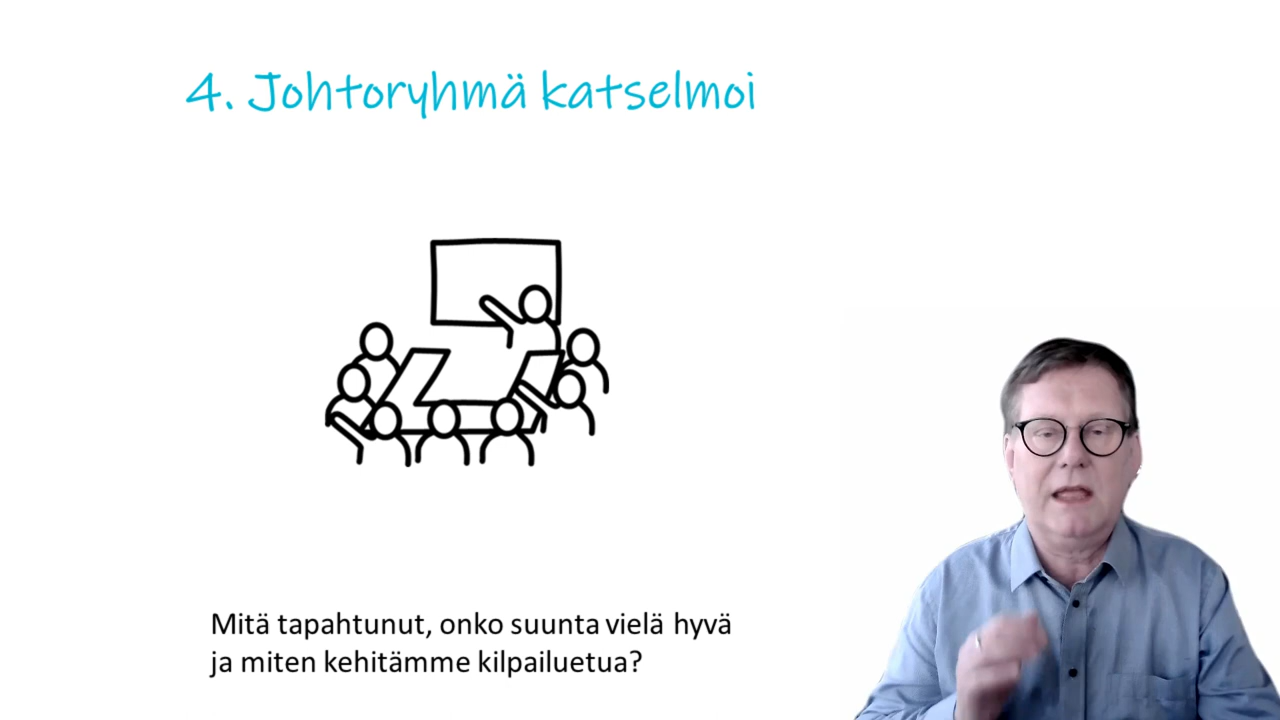 4. Johtoryhmä katselmoi
Mitä tapahtunut, onko suunta vielä hyvä
ja miten kehitämme kilpailuetua?